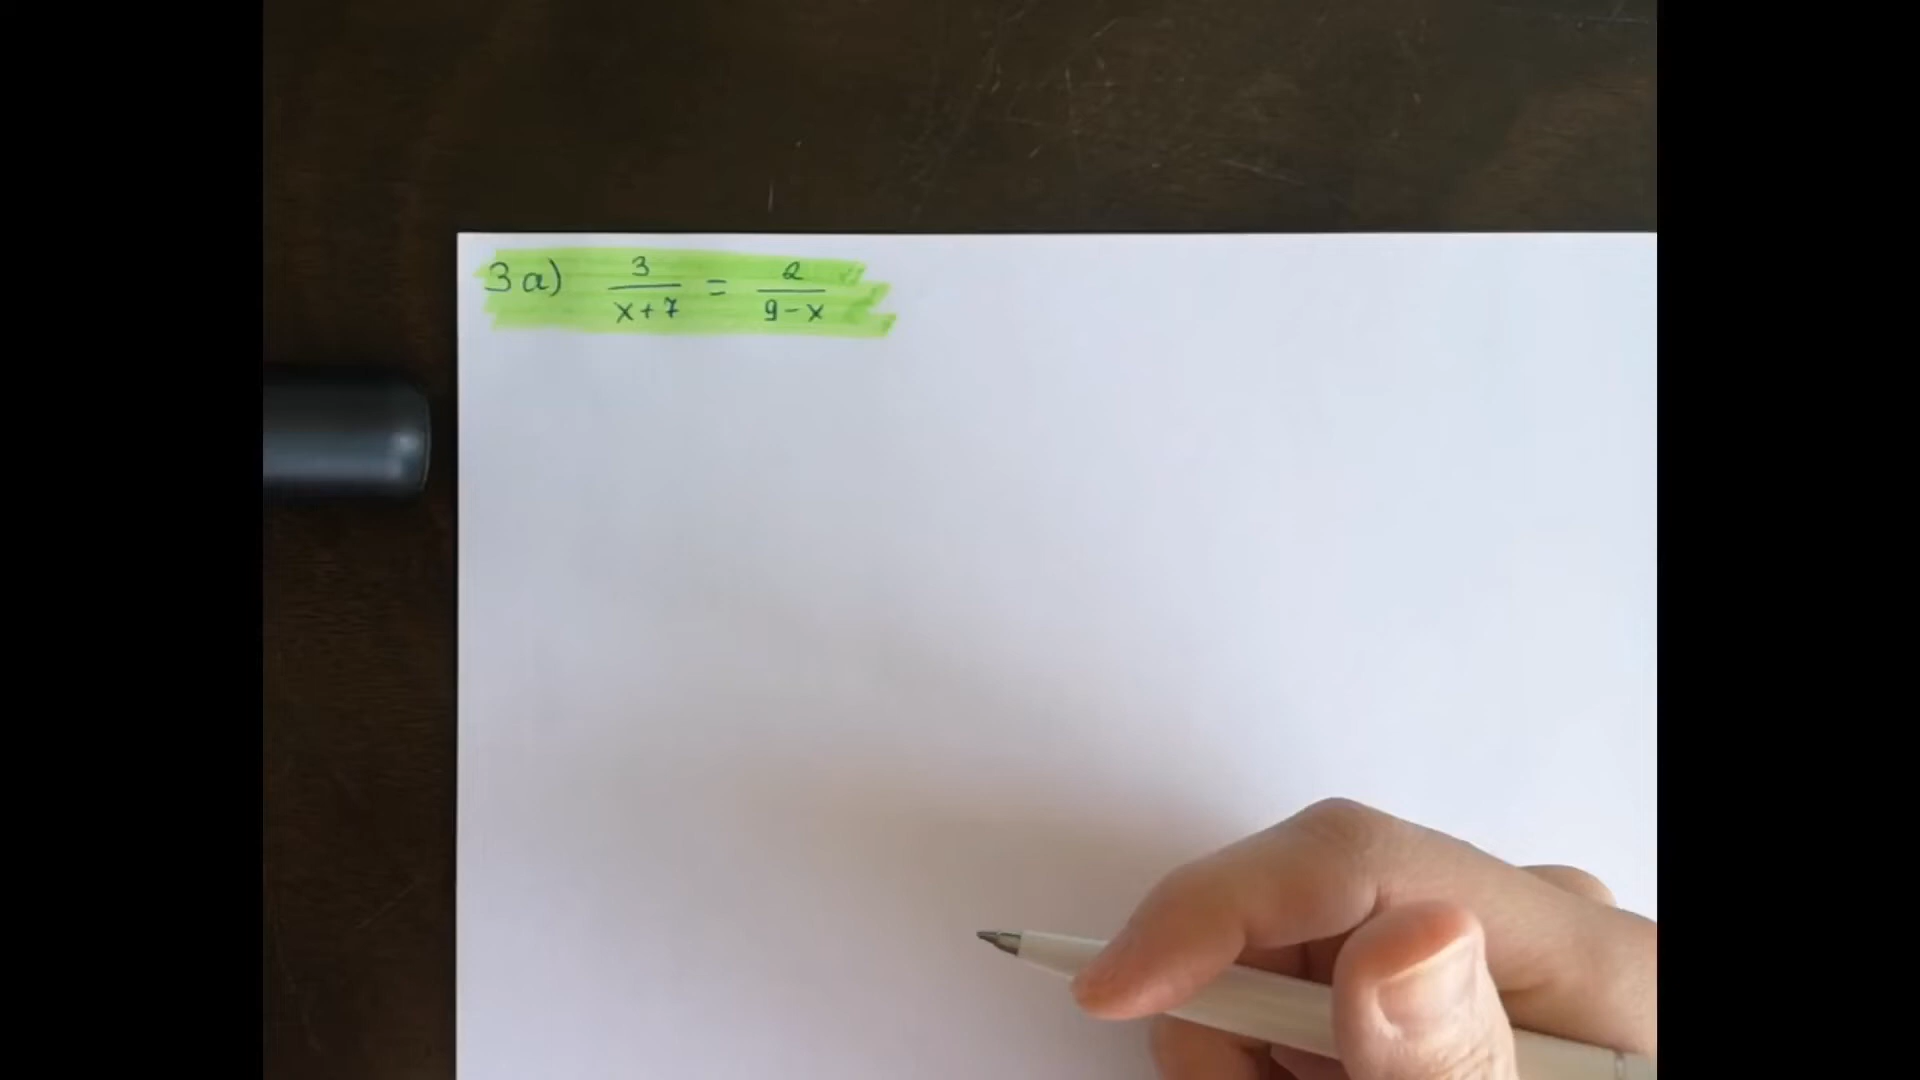 3a) 3/(x+7) = 2/(9-x)